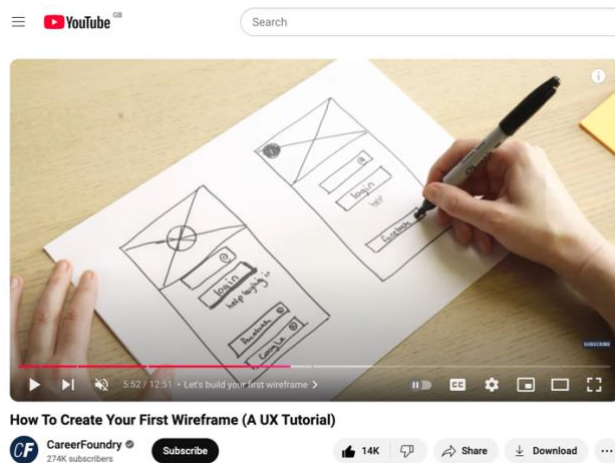 YouTube GB
Search
@
login
help
facebook
@
login
help logging in
facebook
Google
SUBSCRIBE
5:52 / 12:51 • Let's build your first wireframe
CC
How To Create Your First Wireframe (A UX Tutorial)
CF CareerFoundry
274K subscribers
Subscribe
14K
Share
Download